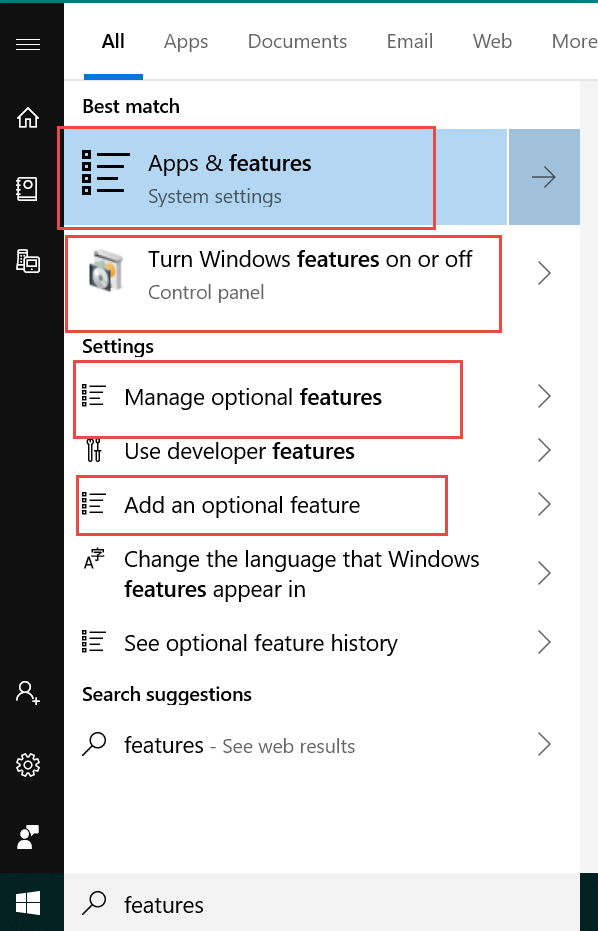 All Apps Documents Email Web More
Best match
Apps & features
System settings
Turn Windows features on or off
Control panel
Settings
Manage optional features
Use developer features
Add an optional feature
Change the language that Windows
features appear in
See optional feature history
Search suggestions
features - See web results
features